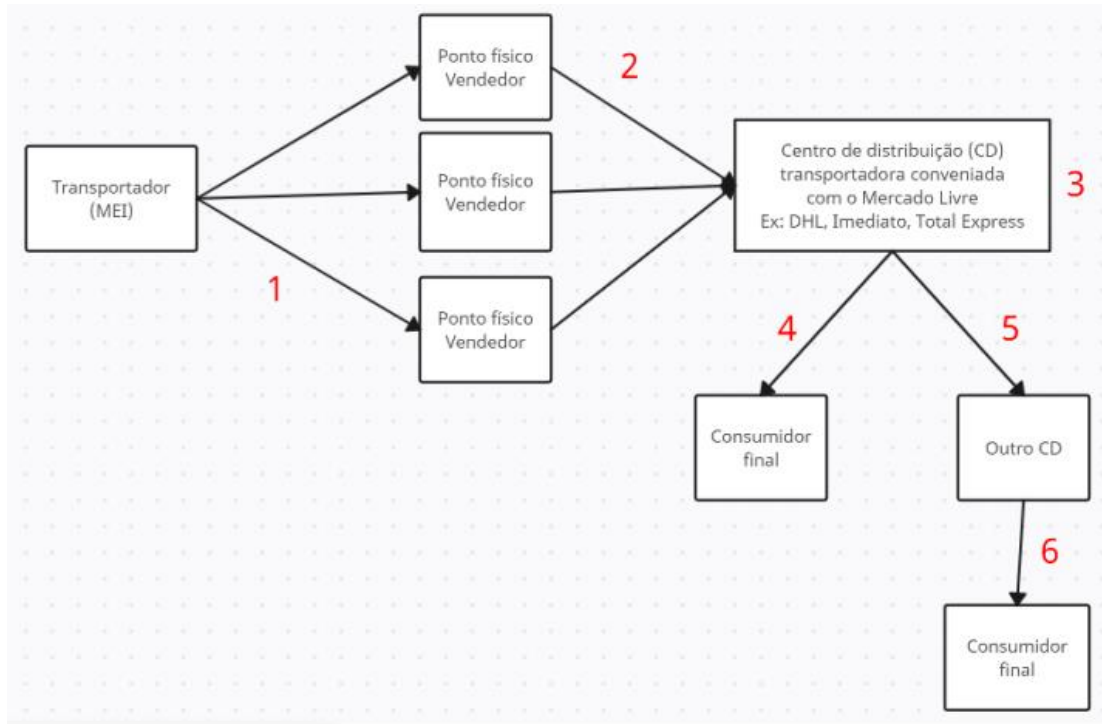 Ponto físico
Vendedor
2
Transportador
(MEI)
Ponto físico
Vendedor
Centro de distribuição (CD)
transportadora conveniada
com o Mercado Livre
Ex: DHL, Imediato, Total Express
3
1
Ponto físico
Vendedor
4
5
Consumidor
final
Outro CD
6
Consumidor
final